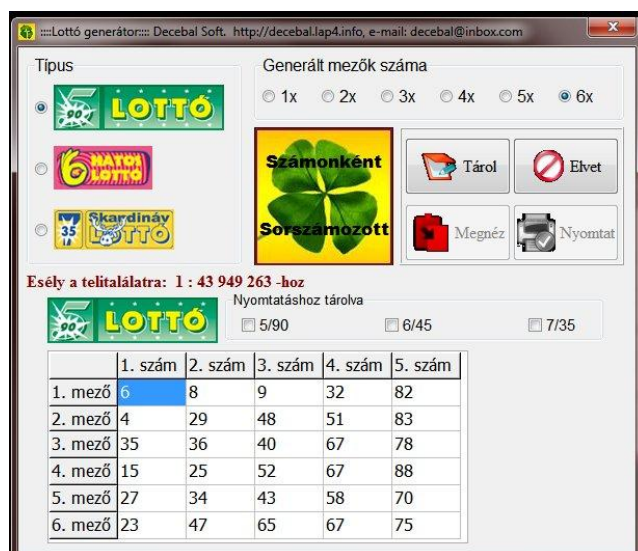 ::::Lottó generátor:::: Decebal Soft. http://decebal.lap4.info, e-mail: decebal@inbox.com
Típus
Generált mezők száma
1x 2x 3x 4x 5x 6x
5 90 LOTTÓ
6 HATOS LOTTÓ
35 Skandináv LOTTÓ
Számonként
Sorszámozott
Tárol Elvet
Megnéz Nyomtat
Esély a telitalálatra: 1 : 43 949 263 -hoz
5 90 LOTTÓ
Nyomtatáshoz tárolva
5/90 6/45 7/35
1. szám 2. szám 3. szám 4. szám 5. szám
1. mező 6 8 9 32 82
2. mező 4 29 48 51 83
3. mező 35 36 40 67 78
4. mező 15 25 52 67 88
5. mező 27 34 43 58 70
6. mező 23 47 65 67 75